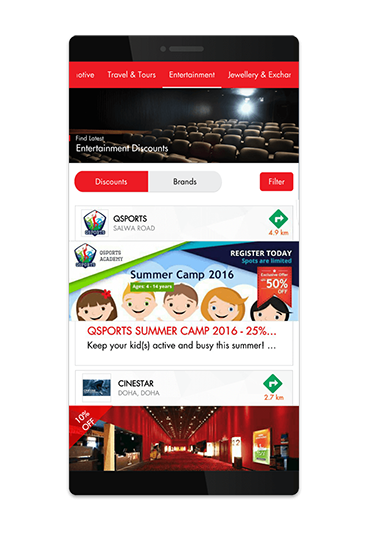 otive Travel & Tours Entertainment Jewellery & Exchar
Find Latest
Entertainment Discounts
Discounts Brands Filter
QSPORTS
SALWA ROAD
4.9 km
QSPORTS
ACADEMY
REGISTER TODAY
Spots are limited
Summer Camp 2016
Ages: 4 - 14 years
Exclusive Offer
50%
OFF
QSPORTS SUMMER CAMP 2016 - 25%...
Keep your kid(s) active and busy this summer! ...
CINESTAR
DOHA, DOHA
2.7 km
10%
OFF